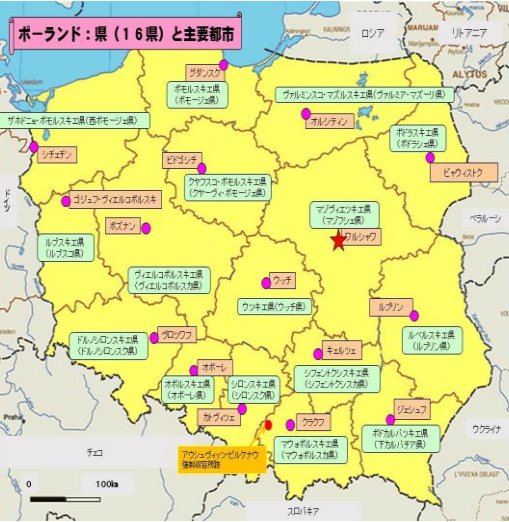 ポーランド：県（１６県）と主要都市
ロシア
リトアニア
MARIJAM
ALYTUS
グダンスク
ポモルスキエ県
（ポモージェ県）
ヴァルミンスコ・マズルスキエ県（ヴァルミア・マズーリ県）
オルシティン
ザホドニョ・ポモルスキエ県（西ポモージェ県）
シチェチン
ポドラスキエ県
（ポドラシェ県）
ビャウィストク
ビドゴシチ
クヤフスコ・ポモルスキエ県
（クヤーヴィ・ポモージェ県）
ドイツ
ゴジュフ・ヴィエルコポルスキ
ポズナン
マゾヴィエツキエ県
（マゾフシェ県）
ワルシャワ
ベラルーシ
ルブスキエ県
（ルブスコ県）
ヴィエルコポルスキエ県
（ヴィエルコポルスカ県）
ウッチ
ウッキエ県（ウッチ県）
ルブリン
ルベルスキエ県
（ルブリン県）
ドルノシロンスキエ県
（ドルノシロンスク県）
ヴロツワフ
キェルツェ
シフェントクシスキエ県
（シフェントクシスカ県）
オポーレ
オポルスキエ県
（オポーレ県）
シロンスキエ県
（シロンスク県）
カトヴィツェ
クラクフ
ジェシュフ
ポドカルパツキエ県
（下カルパチア県）
マウォポルスキエ県
（マウォポルスカ県）
アウシュヴィッツ・ビルケナウ
強制収容所跡
Praha
チェコ
ウクライナ
スロバキア
L'VIVS'KA OBLAST'
0 100km